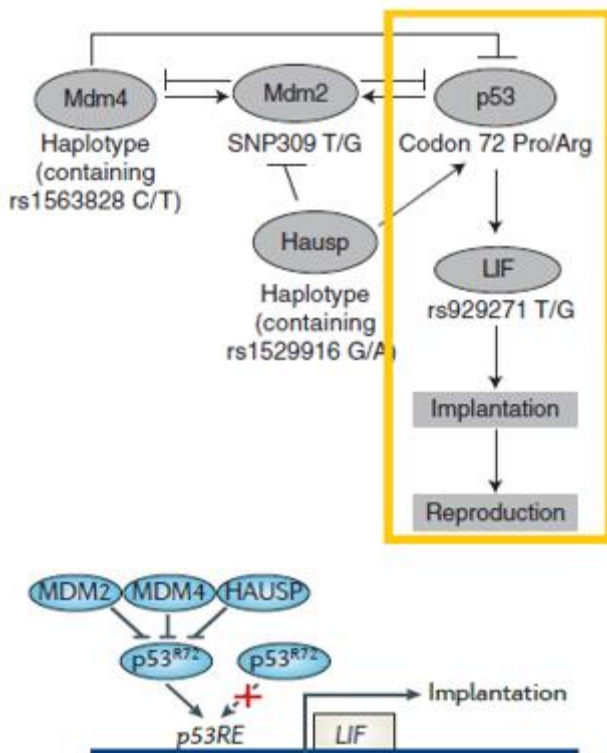 Mdm4
Haplotype
(containing
rs1563828 C/T)
Mdm2
SNP309 T/G
p53
Codon 72 Pro/Arg
Hausp
Haplotype
(containing
rs1529916 G/A)
LIF
rs929271 T/G
Implantation
Reproduction
MDM2 MDM4 HAUSP
p53R72 p53R72
p53RE LIF Implantation